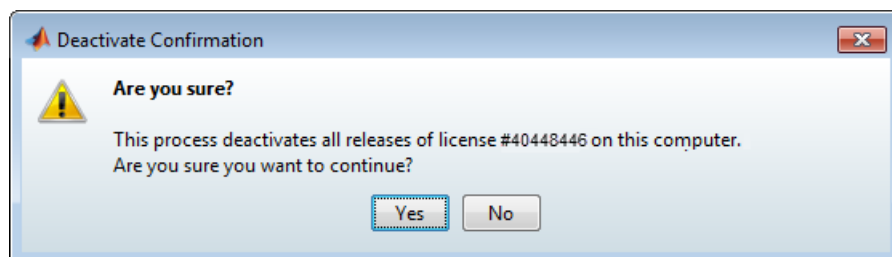 Deactivate Confirmation
Are you sure?
This process deactivates all releases of license #40448446 on this computer.
Are you sure you want to continue?
Yes No